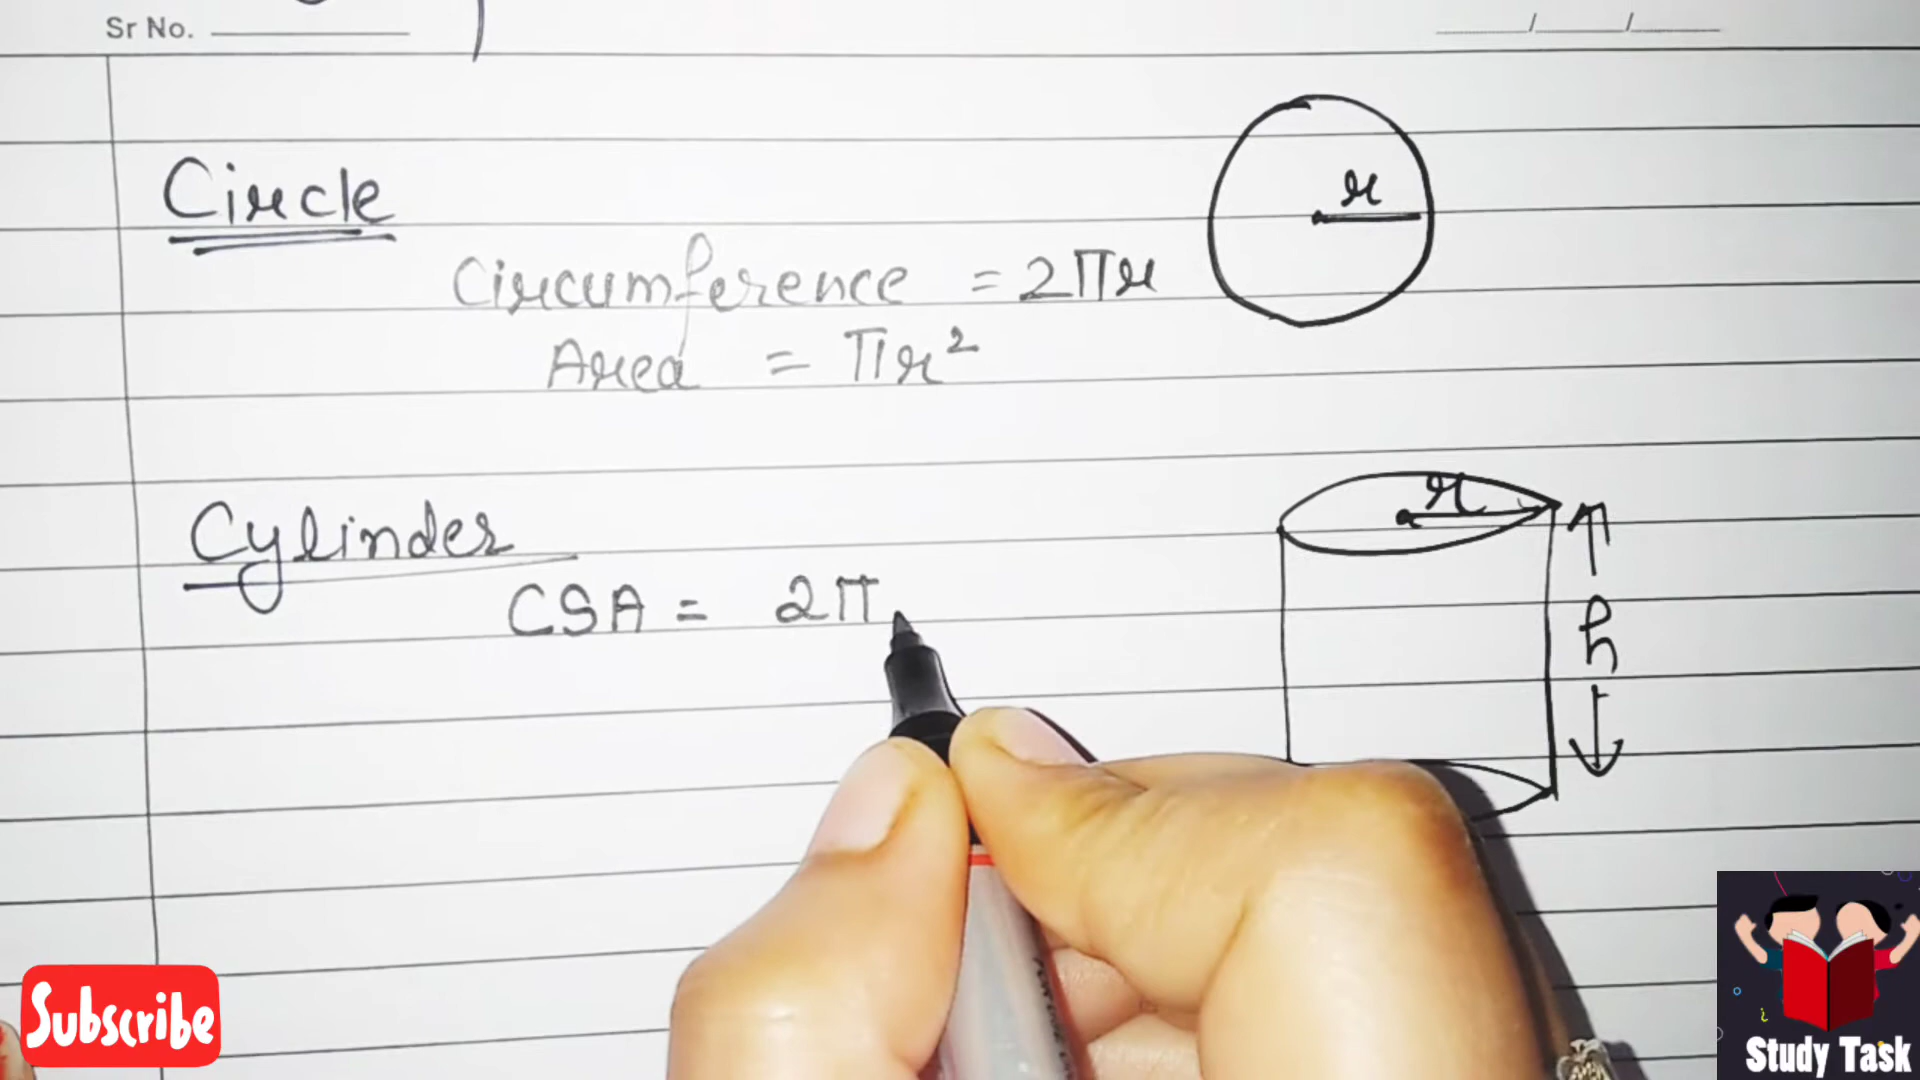 Sr No.
/ /
Circle
r
Circumference = 2πr
Area = πr²
Cylinder
r
CSA = 2π
h
Subscribe
Study Task